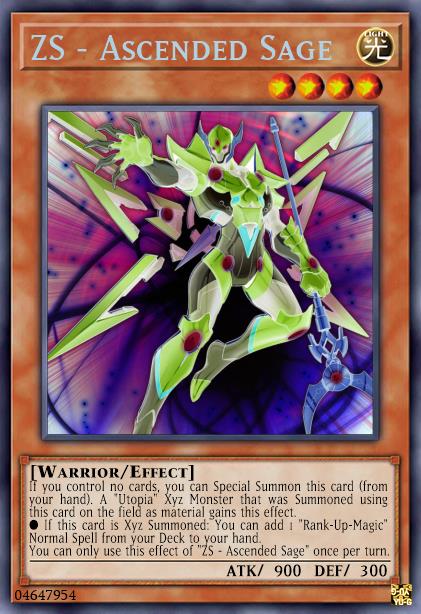 ZS - Ascended Sage
LIGHT
光
[Warrior/Effect]
If you control no cards, you can Special Summon this card (from
your hand). A "Utopia" Xyz Monster that was Summoned using
this card on the field as material gains this effect.
● If this card is Xyz Summoned: You can add 1 "Rank-Up-Magic"
Normal Spell from your Deck to your hand.
You can only use this effect of "ZS - Ascended Sage" once per turn.
ATK/ 900 DEF/ 300
04647954